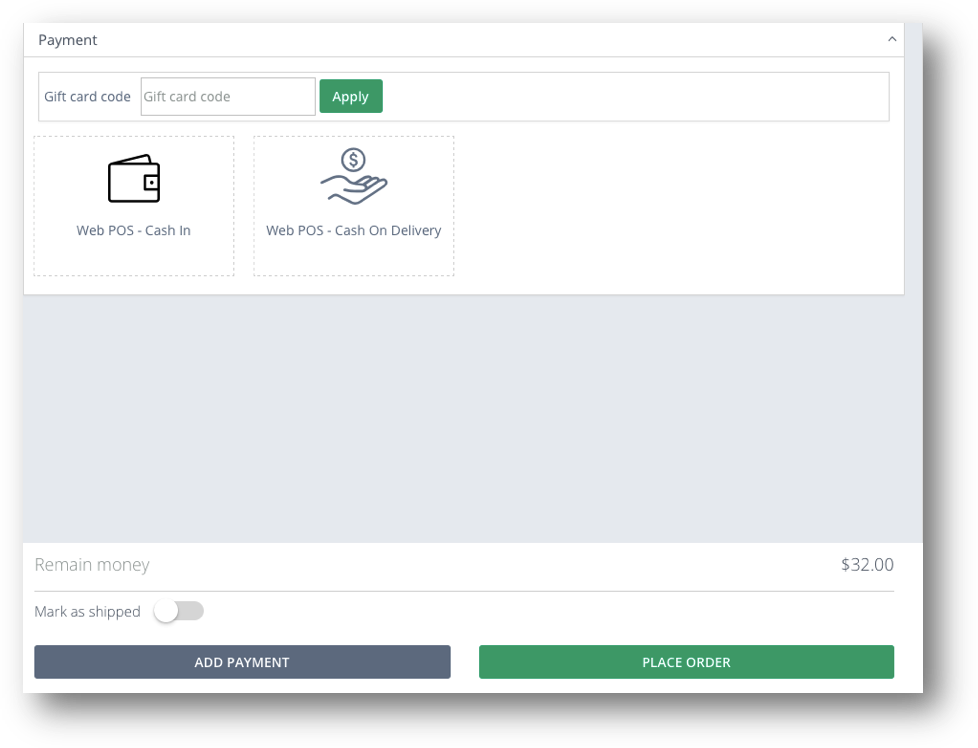 Payment
Gift card code Gift card code Apply
$
Web POS - Cash In Web POS - Cash On Delivery
Remain money $32.00
Mark as shipped
ADD PAYMENT PLACE ORDER